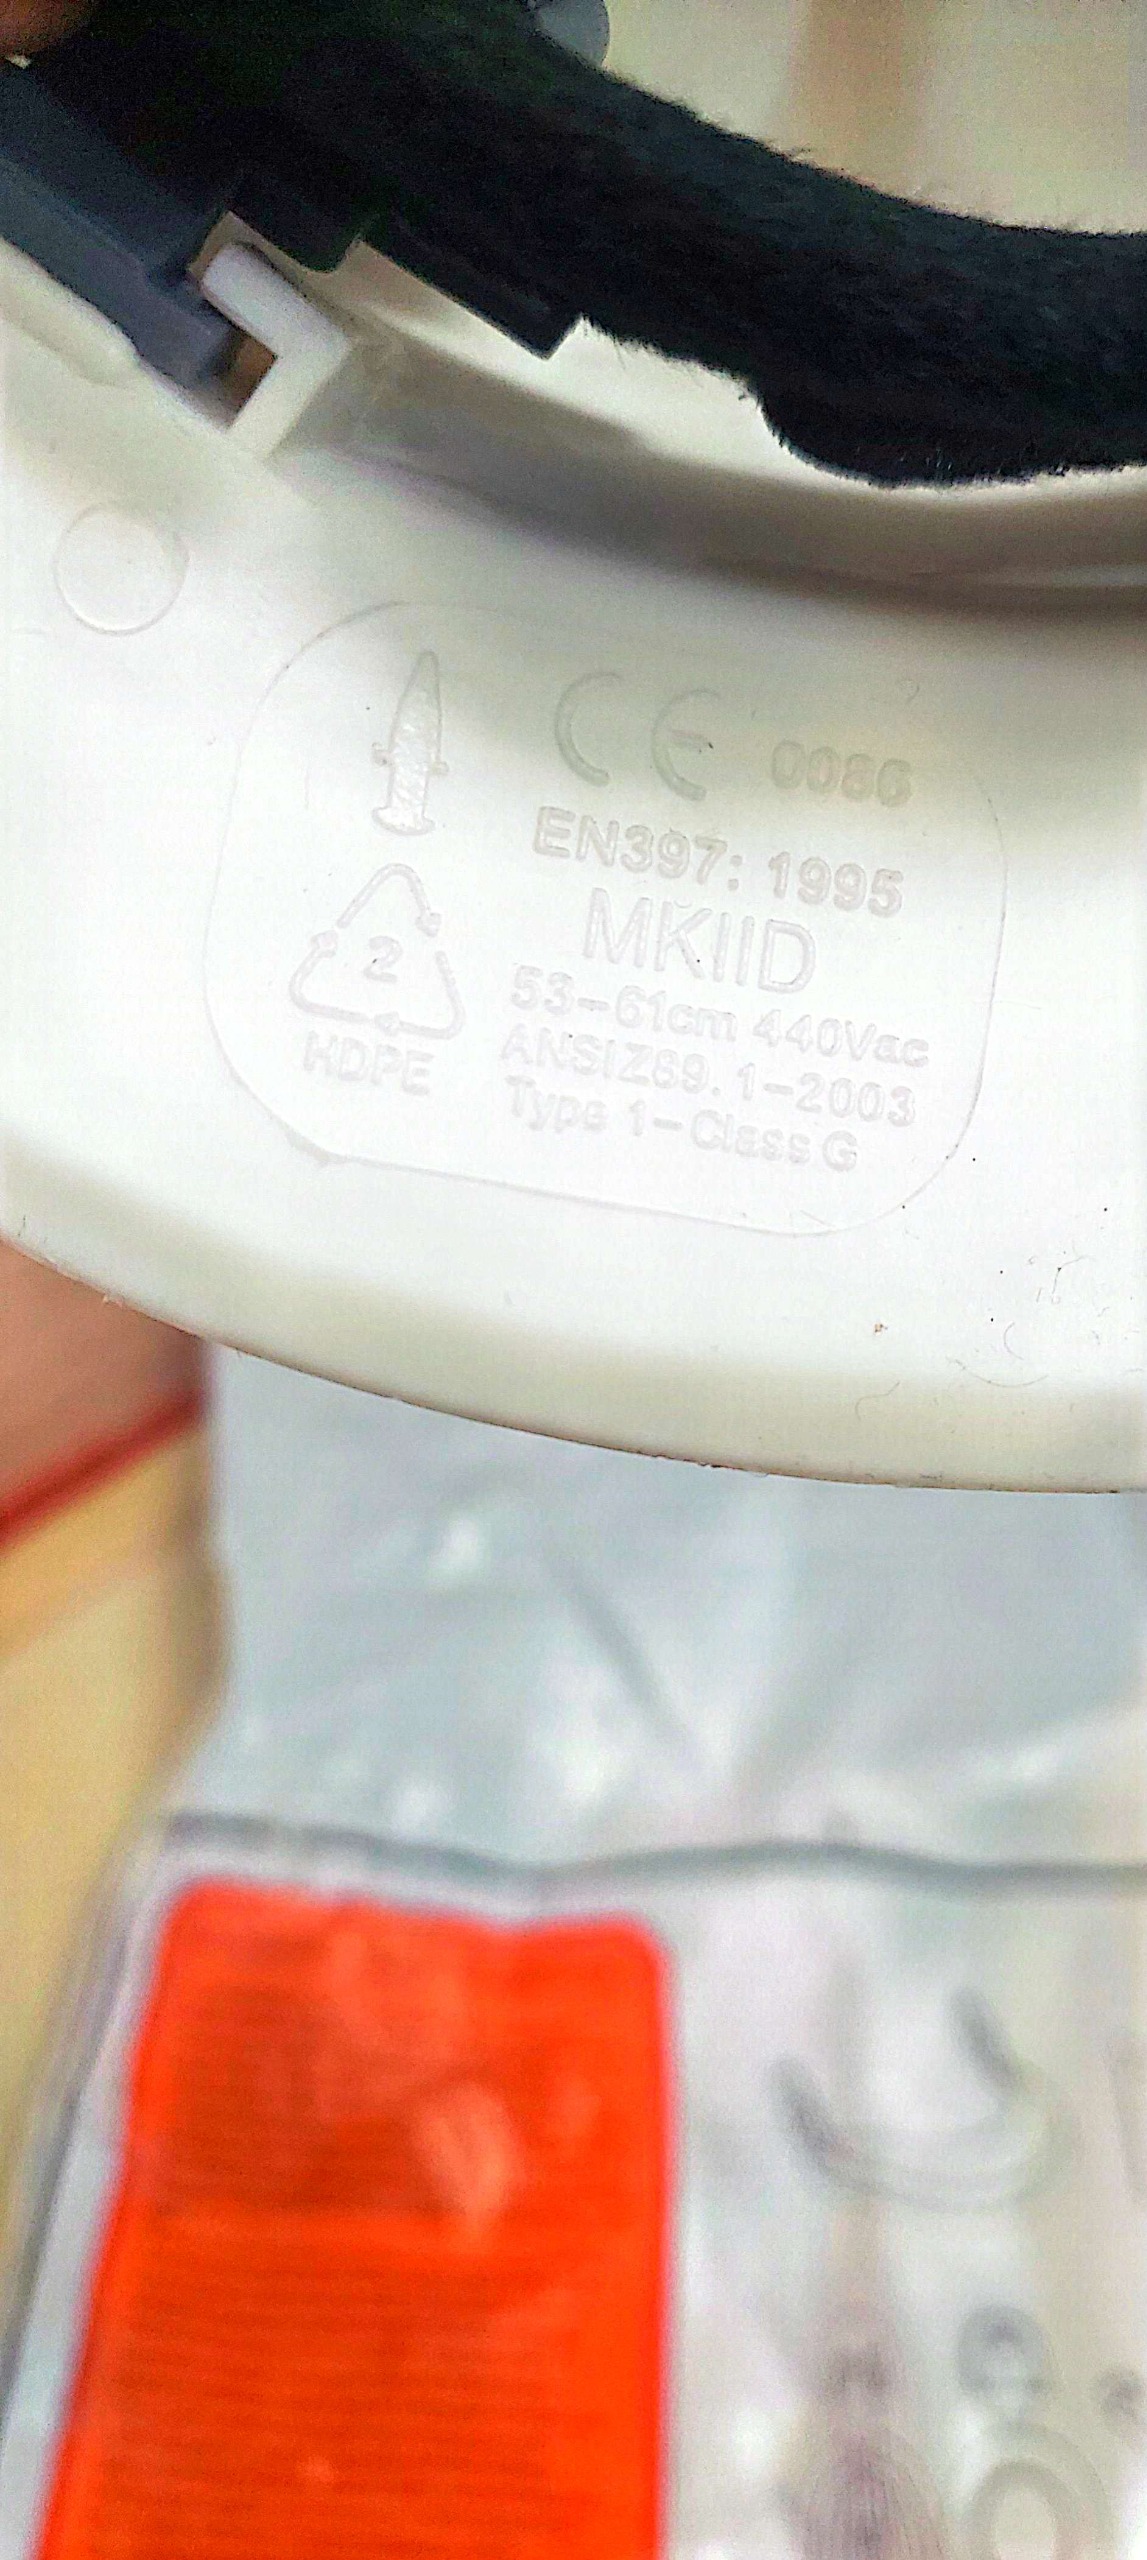 CE 0086
EN397: 1995
MKIID
53-61cm 440Vac
ANSIZ89.1-2003
Type 1-Class G
2
HDPE